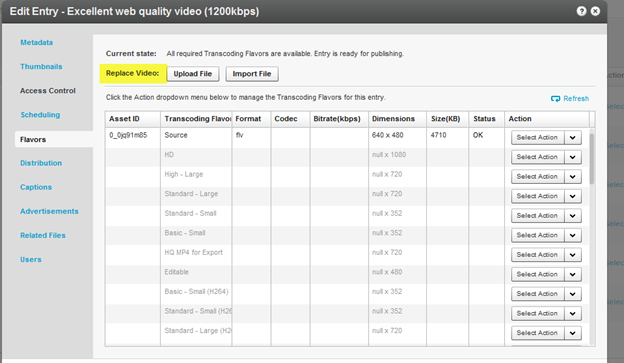 Edit Entry - Excellent web quality video (1200kbps)
Metadata
Thumbnails
Access Control
Scheduling
Flavors
Distribution
Captions
Advertisements
Related Files
Users
Current state: All required Transcoding Flavors are available. Entry is ready for publishing.
Replace Video: Upload File Import File
Click the Action dropdown menu below to manage the Transcoding Flavors for this entry. Refresh
Asset ID Transcoding Flavor Format Codec Bitrate(kbps) Dimensions Size(KB) Status Action
0_0jq91m85 Source flv 640 x 480 4710 OK Select Action
HD null x 1080 Select Action
High - Large null x 720 Select Action
Standard - Large null x 720 Select Action
Standard - Small null x 352 Select Action
Basic - Small null x 352 Select Action
HQ MP4 for Export null x 720 Select Action
Editable null x 480 Select Action
Basic - Small (H264) null x 352 Select Action
Standard - Small (H26 null x 352 Select Action
Standard - Large (H2 null x 720 Select Action